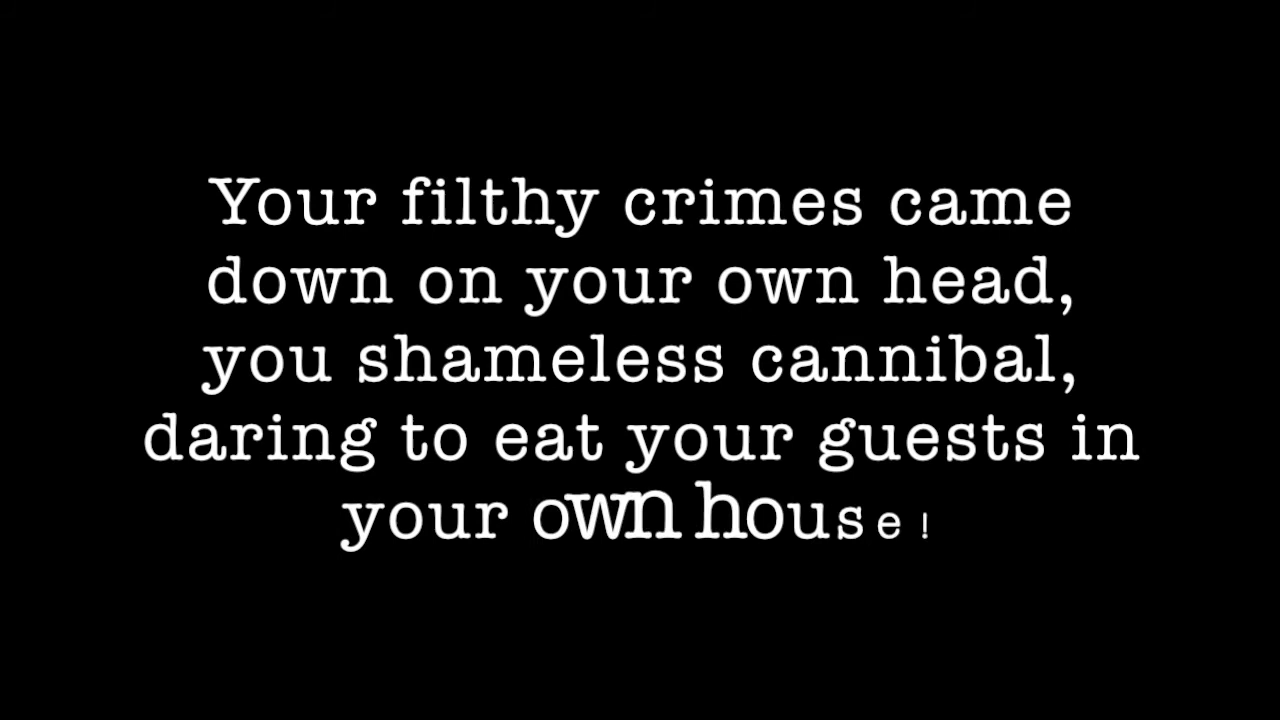 Your filthy crimes came
down on your own head,
you shameless cannibal,
daring to eat your guests in
your own house!